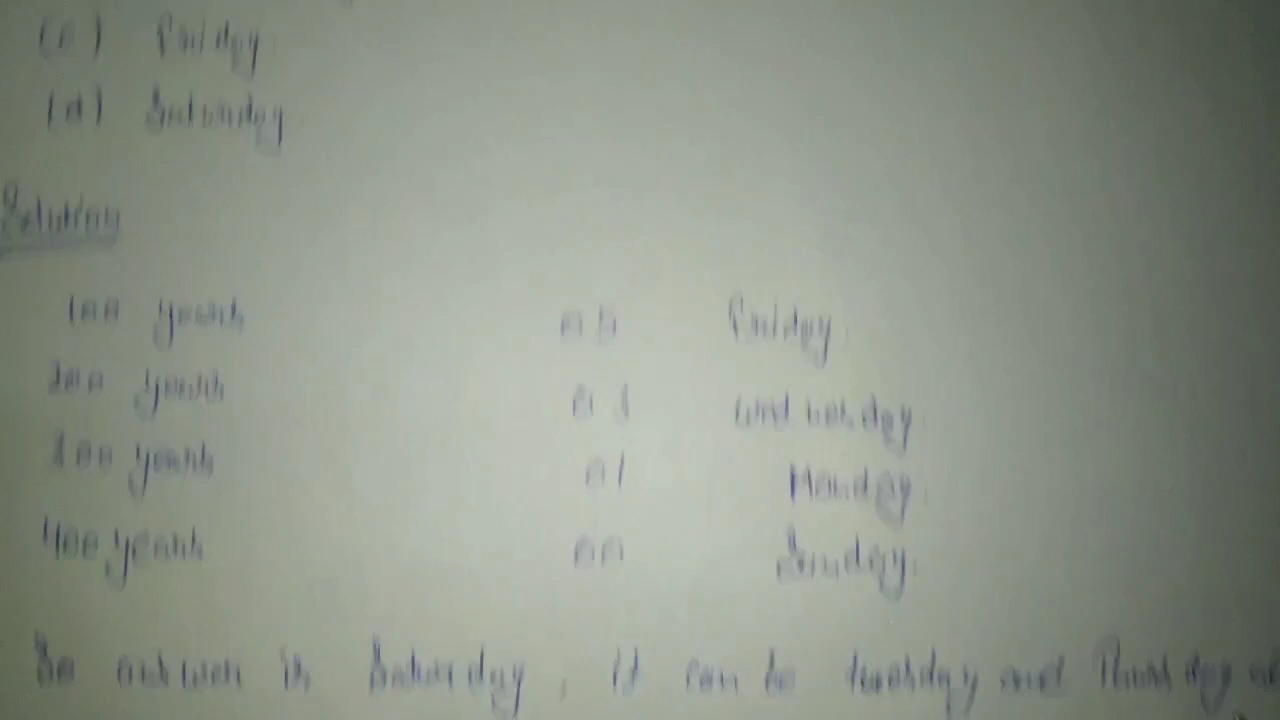 (c) Friday
(d) Saturday
Solution
100 years 05 Friday
200 years 03 Wednesday
300 years 01 Monday
400 years 00 Sunday
So answer is Saturday, it can be tuesday and Thursday